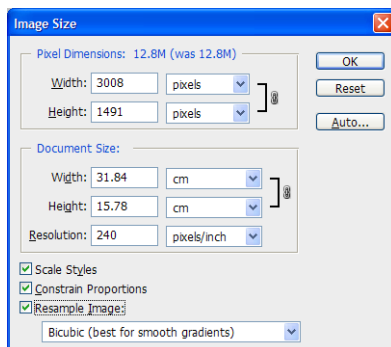 Image Size
Pixel Dimensions: 12.8M (was 12.8M)
Width: 3008 pixels
Height: 1491 pixels
OK
Reset
Auto...
Document Size:
Width: 31.84 cm
Height: 15.78 cm
Resolution: 240 pixels/inch
Scale Styles
Constrain Proportions
Resample Image:
Bicubic (best for smooth gradients)